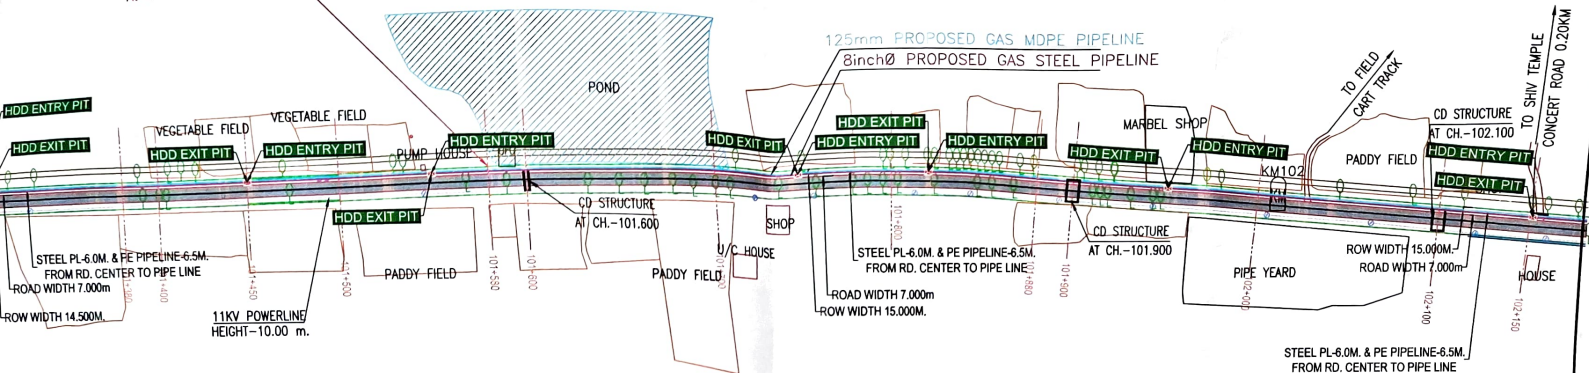 125mm PROPOSED GAS MDPE PIPELINE
8inchØ PROPOSED GAS STEEL PIPELINE
POND
TO FIELD
CART TRACK
TO SHIV TEMPLE
CONCERT ROAD 0.20KM
HDD ENTRY PIT
HDD EXIT PIT
VEGETABLE FIELD
VEGETABLE FIELD
HDD EXIT PIT
HDD ENTRY PIT
PUMP HOUSE
HDD ENTRY PIT
HDD EXIT PIT
HDD EXIT PIT
HDD EXIT PIT
HDD ENTRY PIT
HDD EXIT PIT
MARBEL SHOP
HDD ENTRY PIT
KM102
KM
PADDY FIELD
CD STRUCTURE
AT CH.-102.100
HDD ENTRY PIT
HDD EXIT PIT
HDD EXIT PIT
CD STRUCTURE
AT CH.-101.600
SHOP
U/C HOUSE
PADDY FIELD
PADDY FIELD
STEEL PL-6.0M. & PE PIPELINE-6.5M.
FROM RD. CENTER TO PIPE LINE
ROAD WIDTH 7.000m
ROW WIDTH 14.500M.
11KV POWERLINE
HEIGHT-10.00 m.
STEEL PL-6.0M. & PE PIPELINE-6.5M.
FROM RD. CENTER TO PIPE LINE
ROAD WIDTH 7.000m
ROW WIDTH 15.000M.
CD STRUCTURE
AT CH.-101.900
PIPE YEARD
ROW WIDTH 15.000M.
ROAD WIDTH 7.000m
HOUSE
STEEL PL-6.0M. & PE PIPELINE-6.5M.
FROM RD. CENTER TO PIPE LINE
101+380
101+400
101+450
101+500
101+580
101+600
101+700
101+800
101+880
101+900
102+000
102+100
102+150